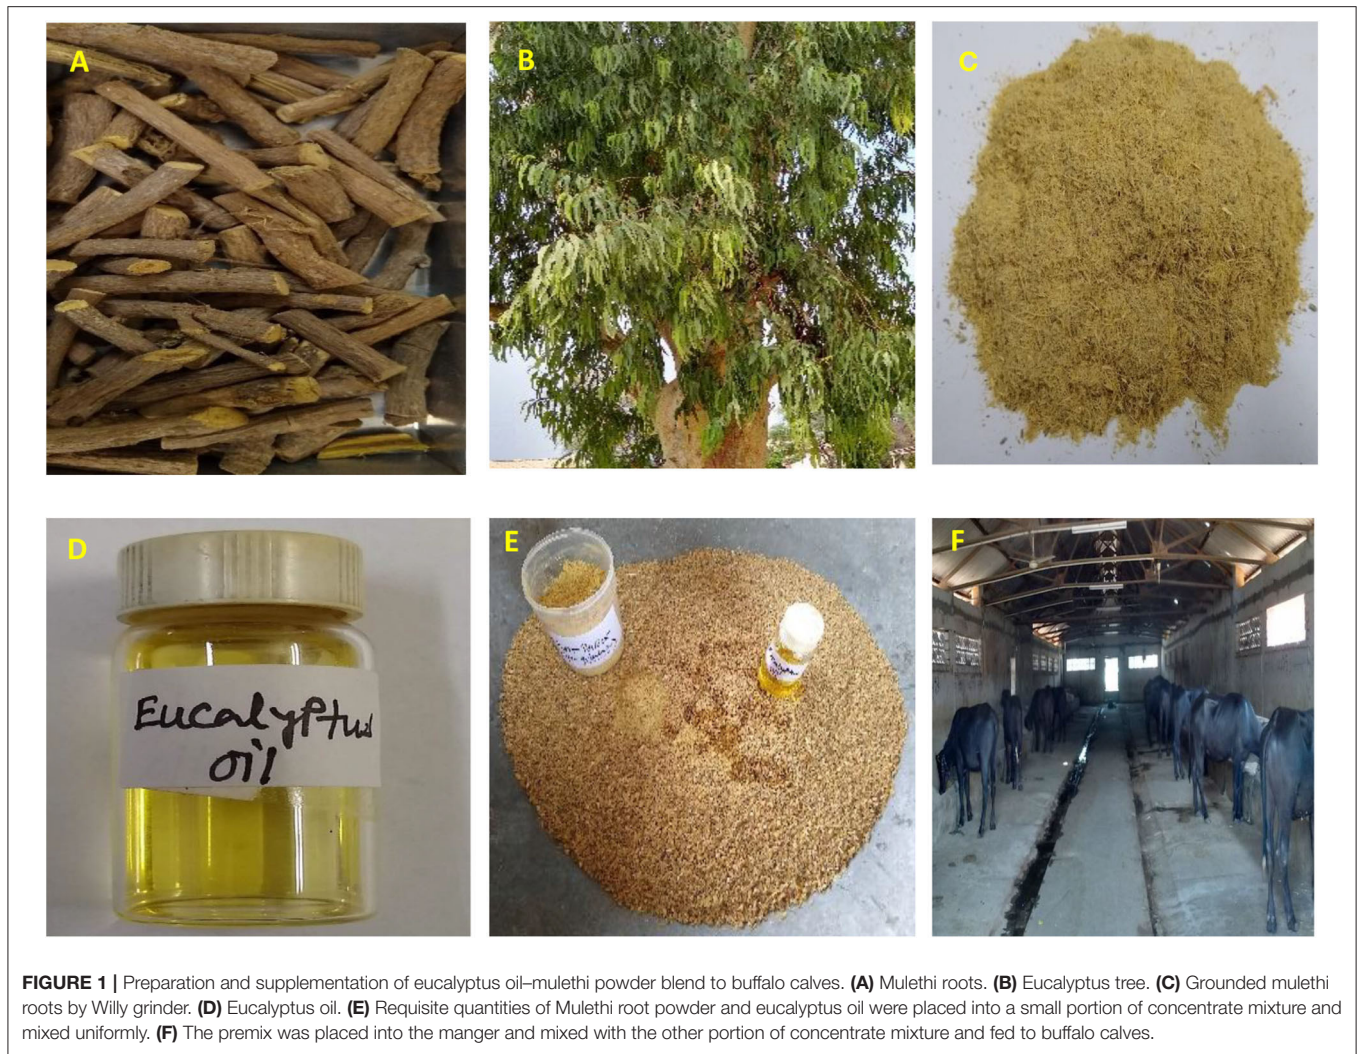 A
B
C
D
Eucalyptus
oil
E
F
FIGURE 1 | Preparation and supplementation of eucalyptus oil–mulethi powder blend to buffalo calves. (A) Mulethi roots. (B) Eucalyptus tree. (C) Grounded mulethi
roots by Willy grinder. (D) Eucalyptus oil. (E) Requisite quantities of Mulethi root powder and eucalyptus oil were placed into a small portion of concentrate mixture and
mixed uniformly. (F) The premix was placed into the manger and mixed with the other portion of concentrate mixture and fed to buffalo calves.